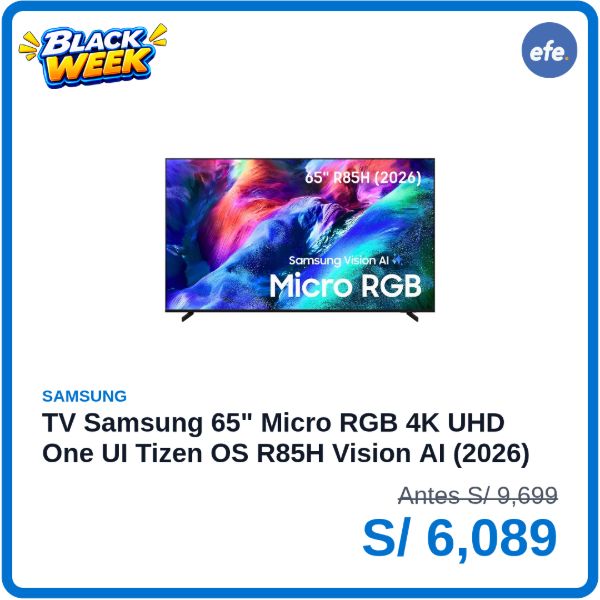 BLACK
WEEK
efe.
65" R85H (2026)
Samsung Vision AI
Micro RGB
SAMSUNG
TV Samsung 65" Micro RGB 4K UHD
One UI Tizen OS R85H Vision AI (2026)
Antes S/ 9,699
S/ 6,089